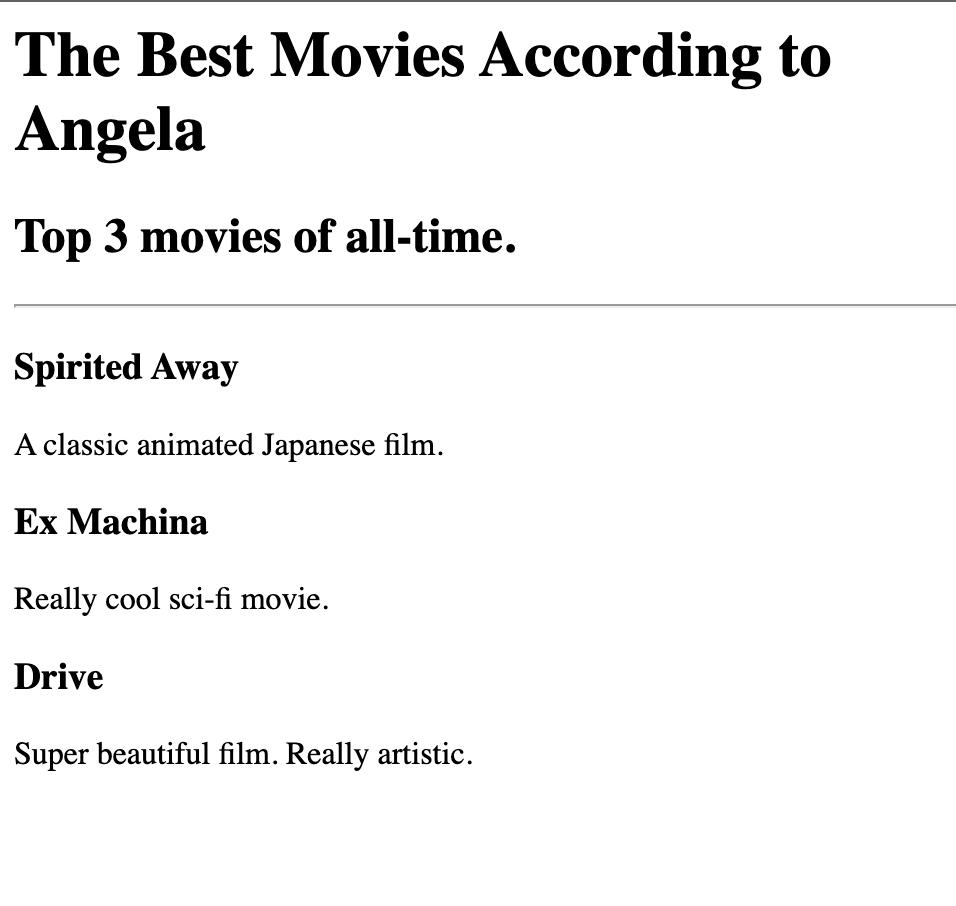 The Best Movies According to
Angela
Top 3 movies of all-time.
Spirited Away
A classic animated Japanese film.
Ex Machina
Really cool sci-fi movie.
Drive
Super beautiful film. Really artistic.